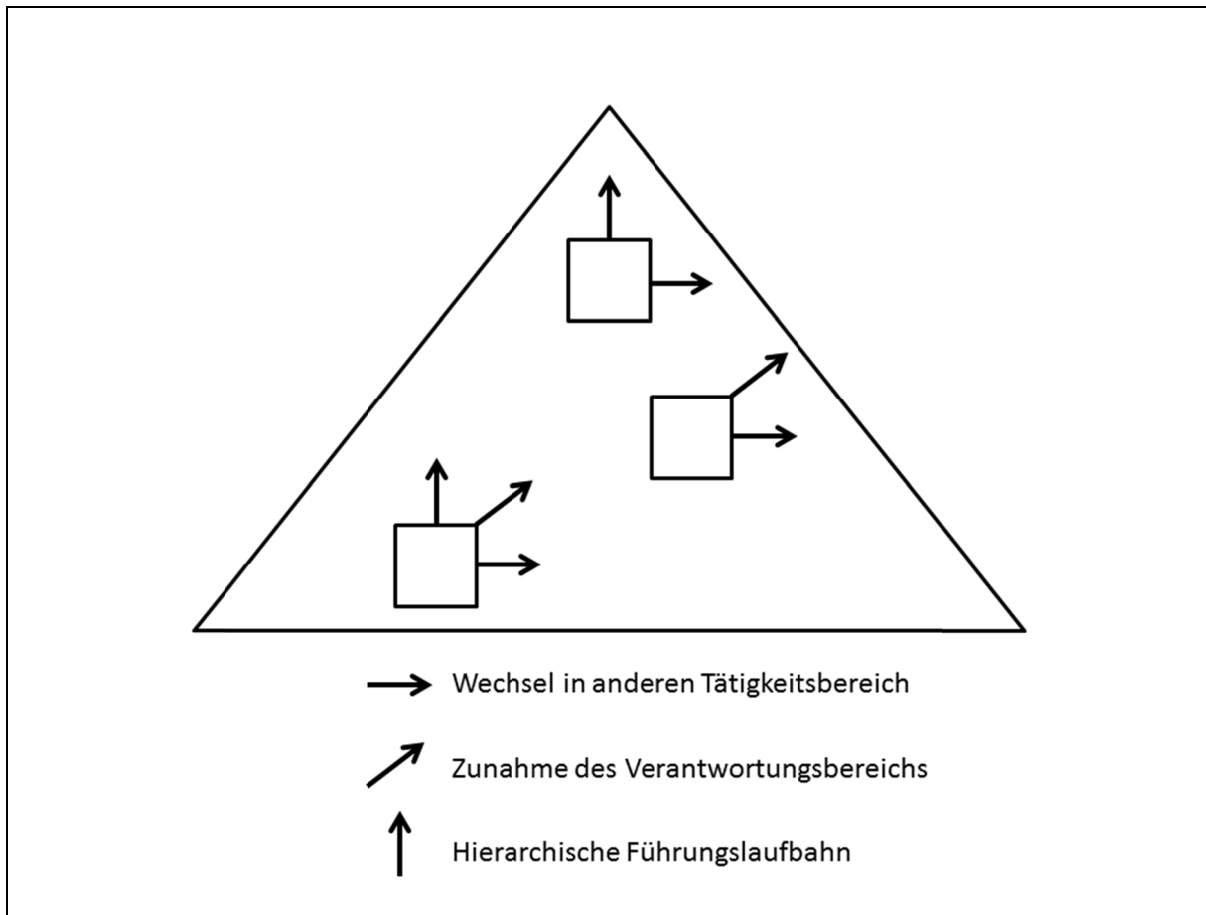 Wechsel in anderen Tätigkeitsbereich
Zunahme des Verantwortungsbereichs
Hierarchische Führungslaufbahn